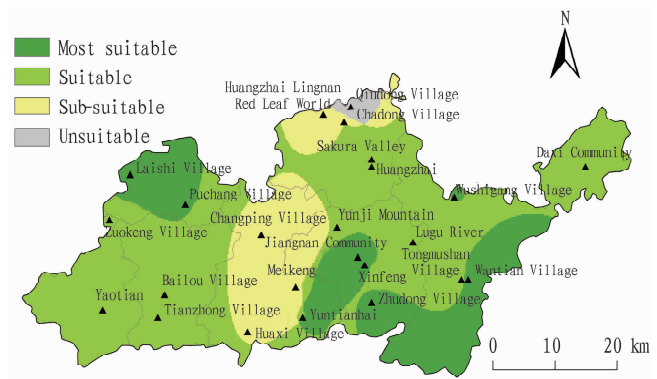 N
Most suitable
Suitable
Sub-suitable
Unsuitable
Huangzhai Lingnan
Red Leaf World
Qindong Village
Chadong Village
Sakura Valley
Huangzhai
Daxi Community
Laishi Village
Puchang Village
Wushigang Village
Changping Village
Yunji Mountain
Zuokeng Village
Jiangnan Community
Lugu River
Tongmushan
Village
Wantian Village
Bailou Village
Meikeng
Xinfeng
Yaotian
Tianzhong Village
Yuntianhai
Zhudong Village
Huaxi Village
0 10 20 km